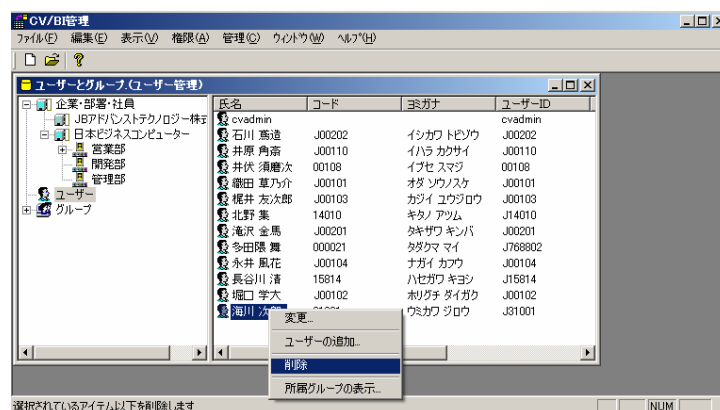 CV/BI管理
ファイル(F) 編集(E) 表示(V) 権限(A) 管理(C) ウィンドウ(W) ヘルプ(H)
ユーザーとグループ.(ユーザー管理)
企業・部署・社員
JBアドバンストテクノロジー株式
日本ビジネスコンピューター
営業部
開発部
管理部
ユーザー
グループ
氏名 コード ヨミガナ ユーザーID
cvadmin cvadmin
石川 蔦造 J00202 イシカワ トビゾウ J00202
井原 角斎 J00110 イハラ カクサイ J00110
井伏 須磨次 00108 イブセ スマジ 00108
織田 草乃介 J00101 オダ ソウノスケ J00101
梶井 友次郎 J00103 カジイ ユウジロウ J00103
北野 集 14010 キタノ アツム J14010
滝沢 金馬 J00201 タキザワ キンバ J00201
多田隈 舞 000021 タダクマ マイ J768802
永井 風花 J00104 ナガイ カフウ J00104
長谷川 清 15814 ハセガワ キヨシ J15814
堀口 学大 J00102 ホリグチ ダイガク J00102
海川 次郎 31001 ウミカワ ジロウ J31001
変更...
ユーザーの追加...
削除
所属グループの表示...
選択されているアイテム以下を削除します
NUM